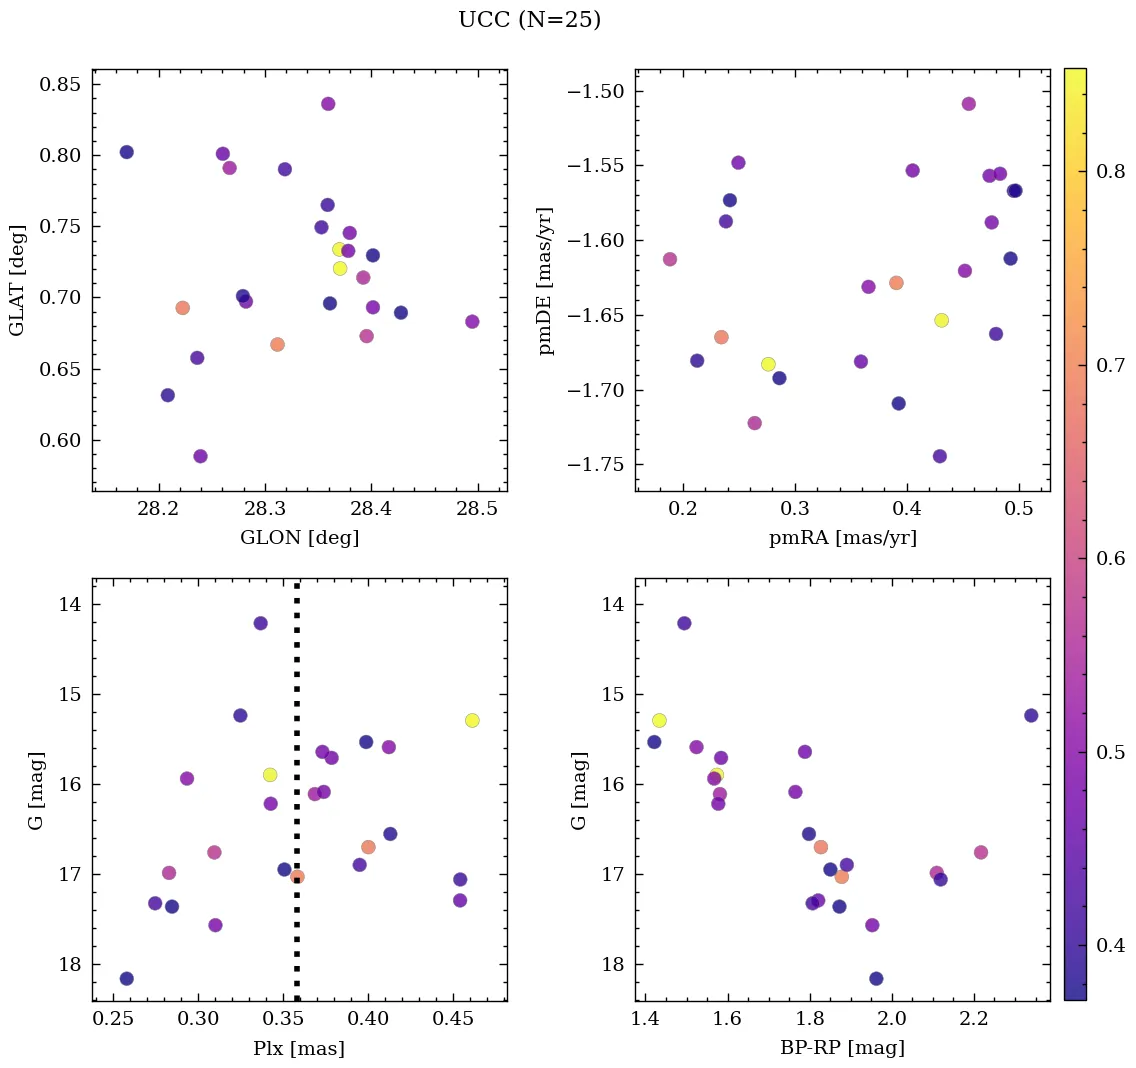 UCC (N=25)
0.85
0.80
0.75
0.70
0.65
0.60
GLAT [deg]
28.2 28.3 28.4 28.5
GLON [deg]
−1.50
−1.55
−1.60
−1.65
−1.70
−1.75
pmDE [mas/yr]
0.2 0.3 0.4 0.5
pmRA [mas/yr]
14
15
16
17
18
G [mag]
0.25 0.30 0.35 0.40 0.45
Plx [mas]
14
15
16
17
18
G [mag]
1.4 1.6 1.8 2.0 2.2
BP-RP [mag]
0.8
0.7
0.6
0.5
0.4